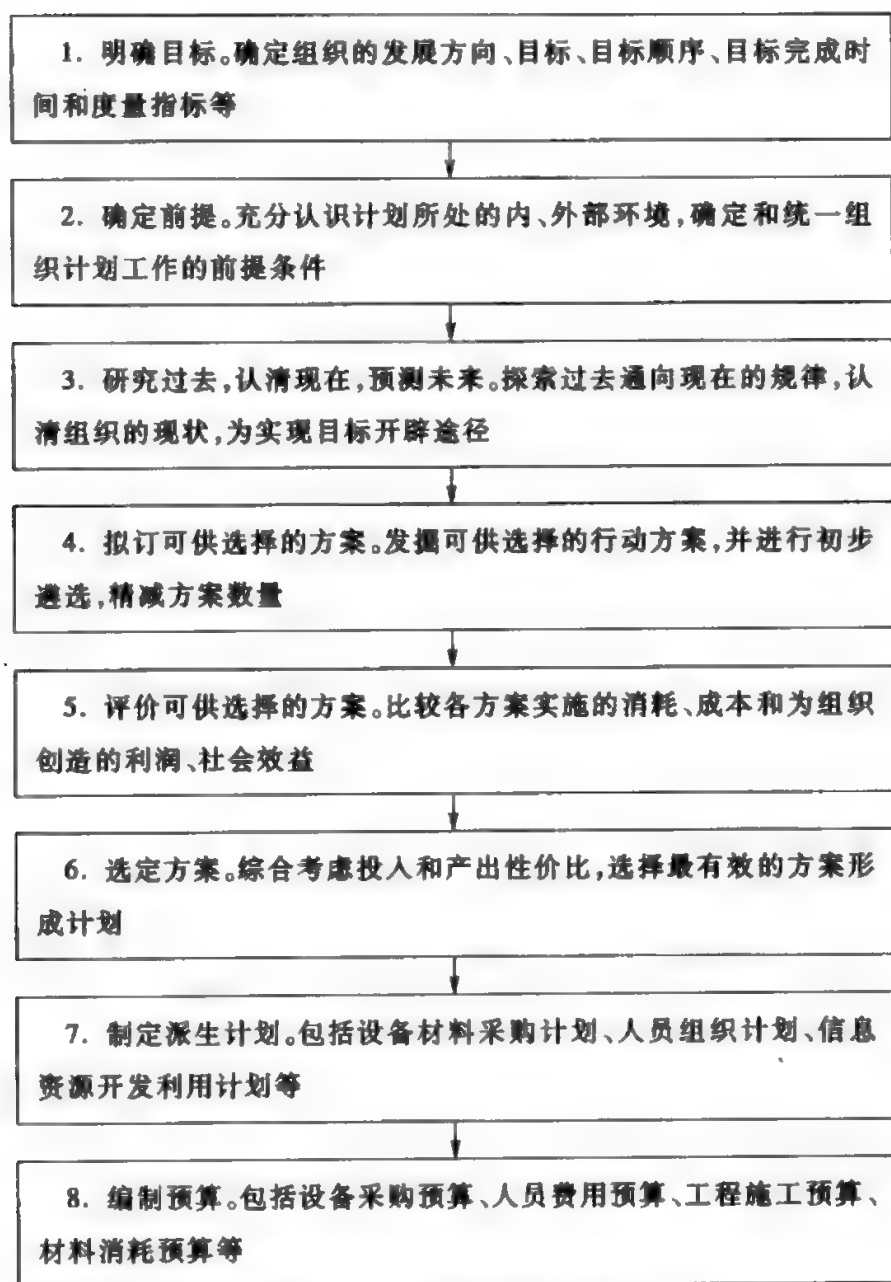 1. 明确目标。确定组织的发展方向、目标、目标顺序、目标完成时
间和度量指标等
2. 确定前提。充分认识计划所处的内、外部环境,确定和统一组
织计划工作的前提条件
3. 研究过去,认清现在,预测未来。探索过去通向现在的规律,认
清组织的现状,为实现目标开辟途径
4. 拟订可供选择的方案。发掘可供选择的行动方案,并进行初步
遴选,精减方案数量
5. 评价可供选择的方案。比较各方案实施的消耗、成本和为组织
创造的利润、社会效益
6. 选定方案。综合考虑投入和产出性价比,选择最有效的方案形
成计划
7. 制定派生计划。包括设备材料采购计划、人员组织计划、信息
资源开发利用计划等
8. 编制预算。包括设备采购预算、人员费用预算、工程施工预算、
材料消耗预算等